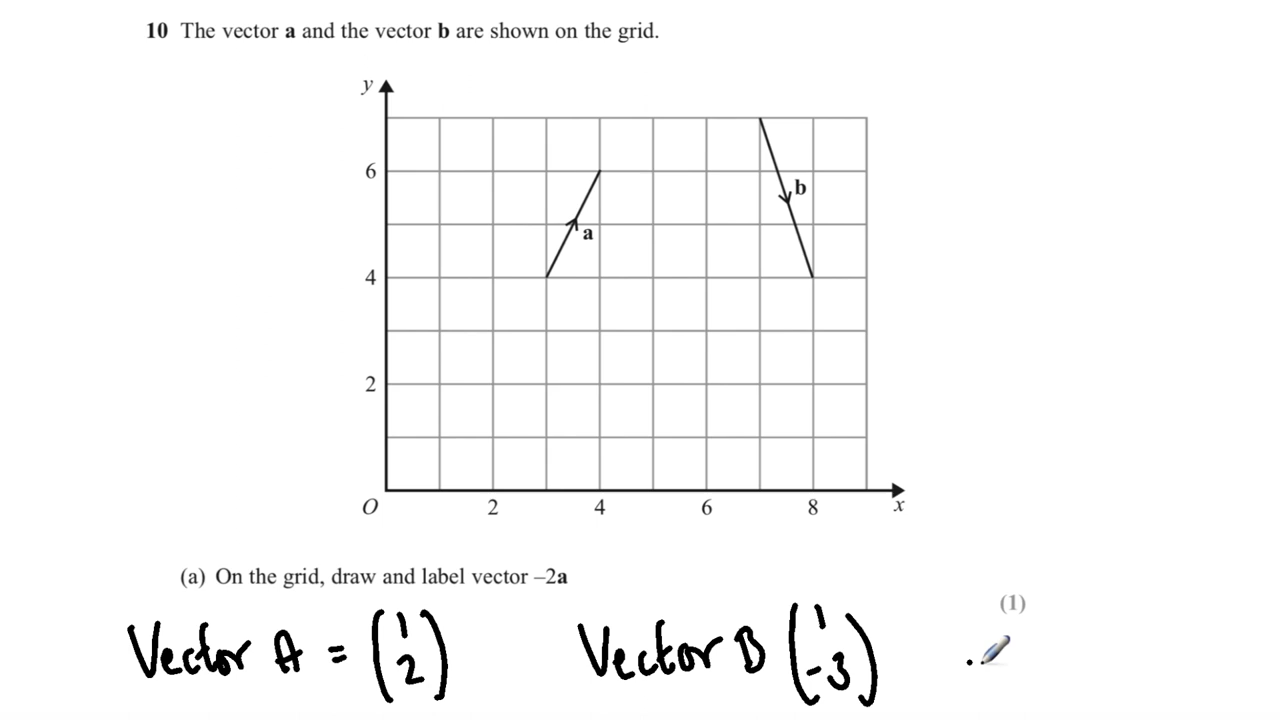 10 The vector a and the vector b are shown on the grid.
y
6
b
a
4
2
O 2 4 6 8 x
(a) On the grid, draw and label vector –2a
(1)
Vector A = (1 2) Vector B (1 -3)